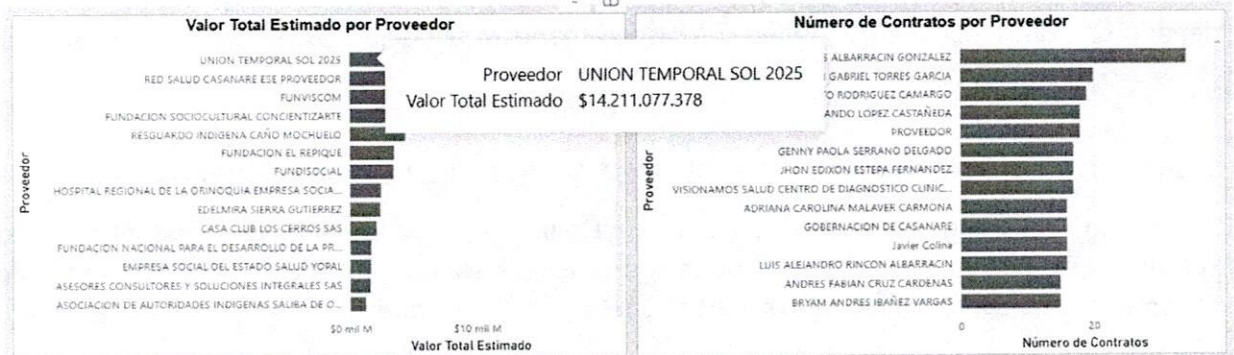 Valor Total Estimado por Proveedor
UNION TEMPORAL SOL 2025
RED SALUD CASANARE ESE PROVEEDOR
FUNVISCOM
FUNDACION SOCIOCULTURAL CONCIENTIZARTE
RESGUARDO INDIGENA CAÑO MOCHUELO
FUNDACION EL REPIQUE
FUNDISOCIAL
HOSPITAL REGIONAL DE LA ORINOQUIA EMPRESA SOCIA...
EDELMIRA SIERRA GUTIERREZ
CASA CLUB LOS CERROS SAS
FUNDACION NACIONAL PARA EL DESARROLLO DE LA PR...
EMPRESA SOCIAL DEL ESTADO SALUD YOPAL
ASESORES CONSULTORES Y SOLUCIONES INTEGRALES SAS
ASOCIACION DE AUTORIDADES INDIGENAS SALIBA DE O...
Proveedor
$0 mil M $10 mil M
Valor Total Estimado
Proveedor UNION TEMPORAL SOL 2025
Valor Total Estimado $14.211.077.378
Número de Contratos por Proveedor
ALBARRACIN GONZALEZ
GABRIEL TORRES GARCIA
RODRIGUEZ CAMARGO
LOPEZ CASTAÑEDA
PROVEEDOR
GENNY PAOLA SERRANO DELGADO
JHON EDIXON ESTEPA FERNANDEZ
VISIONAMOS SALUD CENTRO DE DIAGNOSTICO CLINIC...
ADRIANA CAROLINA MALAVER CARMONA
GOBERNACION DE CASANARE
Javier Colina
LUIS ALEJANDRO RINCON ALBARRACIN
ANDRES FABIAN CRUZ CARDENAS
BRYAM ANDRES IBAÑEZ VARGAS
Proveedor
0 20
Número de Contratos